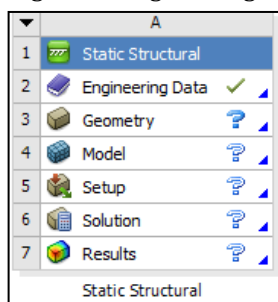 A
1 Static Structural
2 Engineering Data ✓
3 Geometry ?
4 Model ?
5 Setup ?
6 Solution ?
7 Results ?
Static Structural